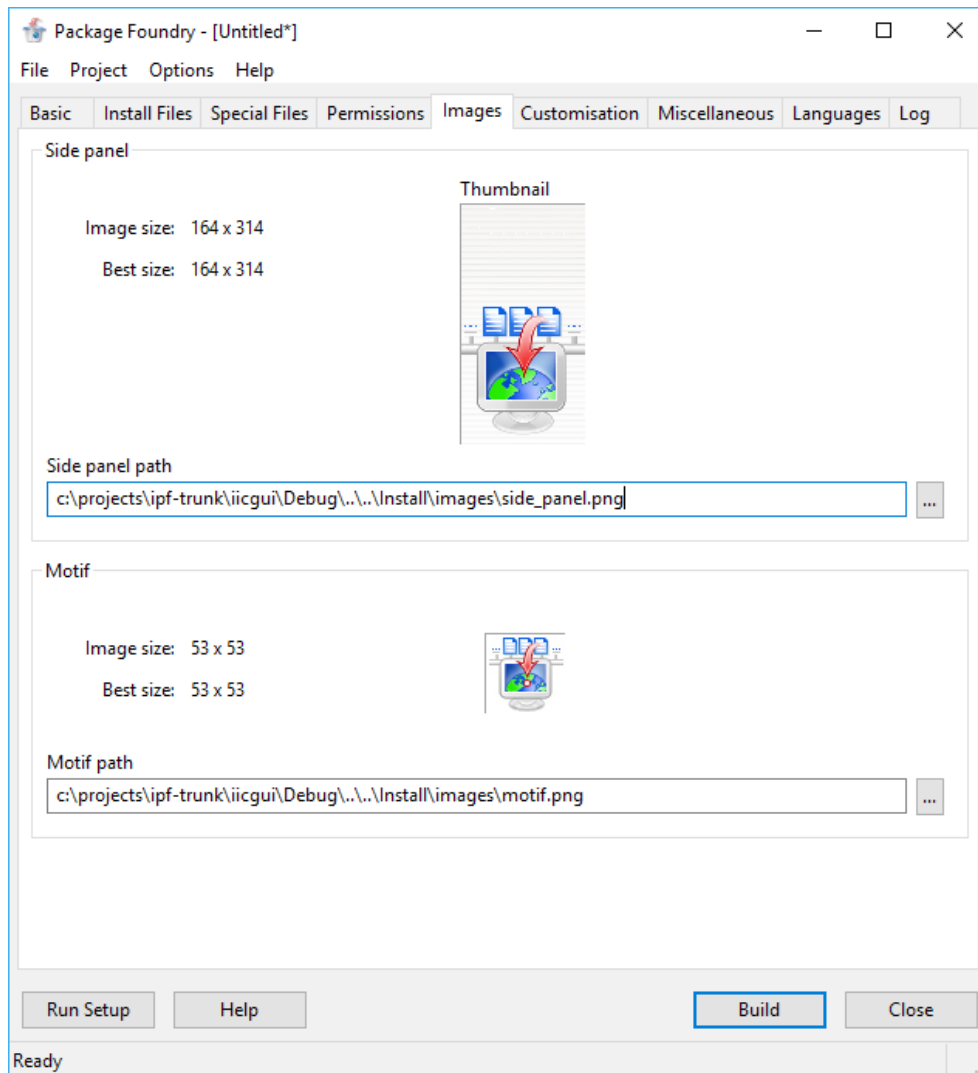 Package Foundry - [Untitled*]
File Project Options Help
Basic Install Files Special Files Permissions Images Customisation Miscellaneous Languages Log
Side panel
Thumbnail
Image size: 164 x 314
Best size: 164 x 314
Side panel path
c:\projects\ipf-trunk\iicgui\Debug\..\..\Install\images\side_panel.png
...
Motif
Image size: 53 x 53
Best size: 53 x 53
Motif path
c:\projects\ipf-trunk\iicgui\Debug\..\..\Install\images\motif.png
...
Run Setup Help Build Close
Ready